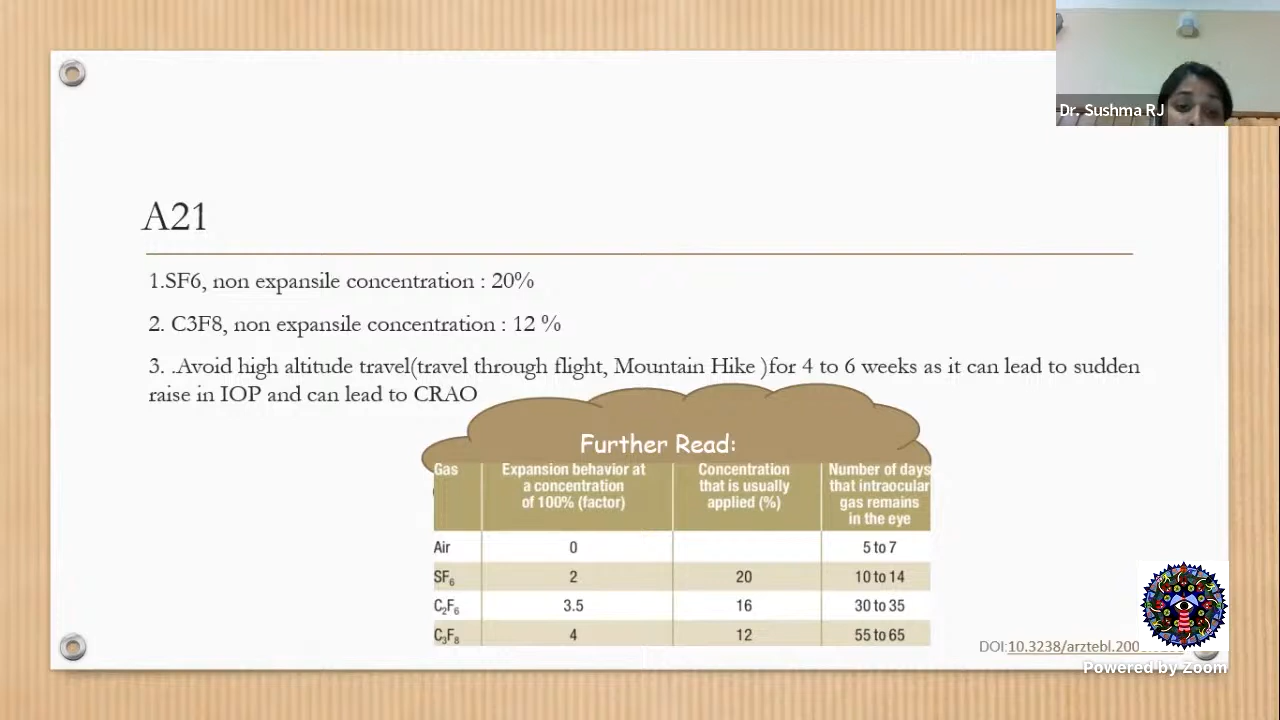 Dr. Sushma RJ
A21
1.SF6, non expansile concentration : 20%
2. C3F8, non expansile concentration : 12 %
3. .Avoid high altitude travel(travel through flight, Mountain Hike )for 4 to 6 weeks as it can lead to sudden
raise in IOP and can lead to CRAO
Further Read:
Gas Expansion behavior at a concentration of 100% (factor) Concentration that is usually applied (%) Number of days that intraocular gas remains in the eye
Air 0 5 to 7
SF6 2 20 10 to 14
C2F6 3.5 16 30 to 35
C3F8 4 12 55 to 65
DOI:10.3238/arztebl.200
Powered by Zoom